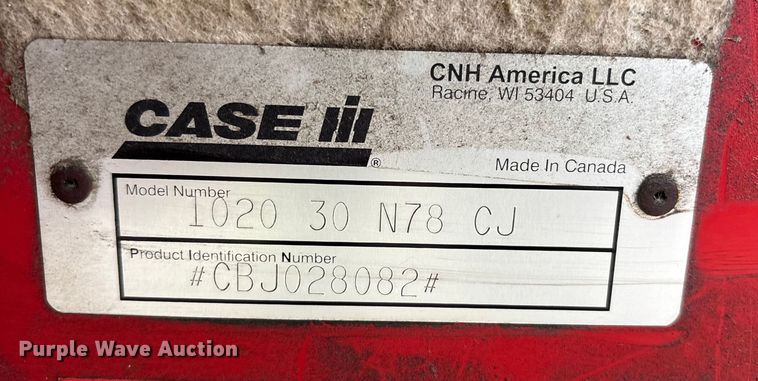 CNH America LLC
Racine, WI 53404 U.S.A.
CASE IH
®
Made In Canada
Model Number
1020 30 N78 CJ
Product Identification Number
#CBJ028082#
Purple Wave Auction